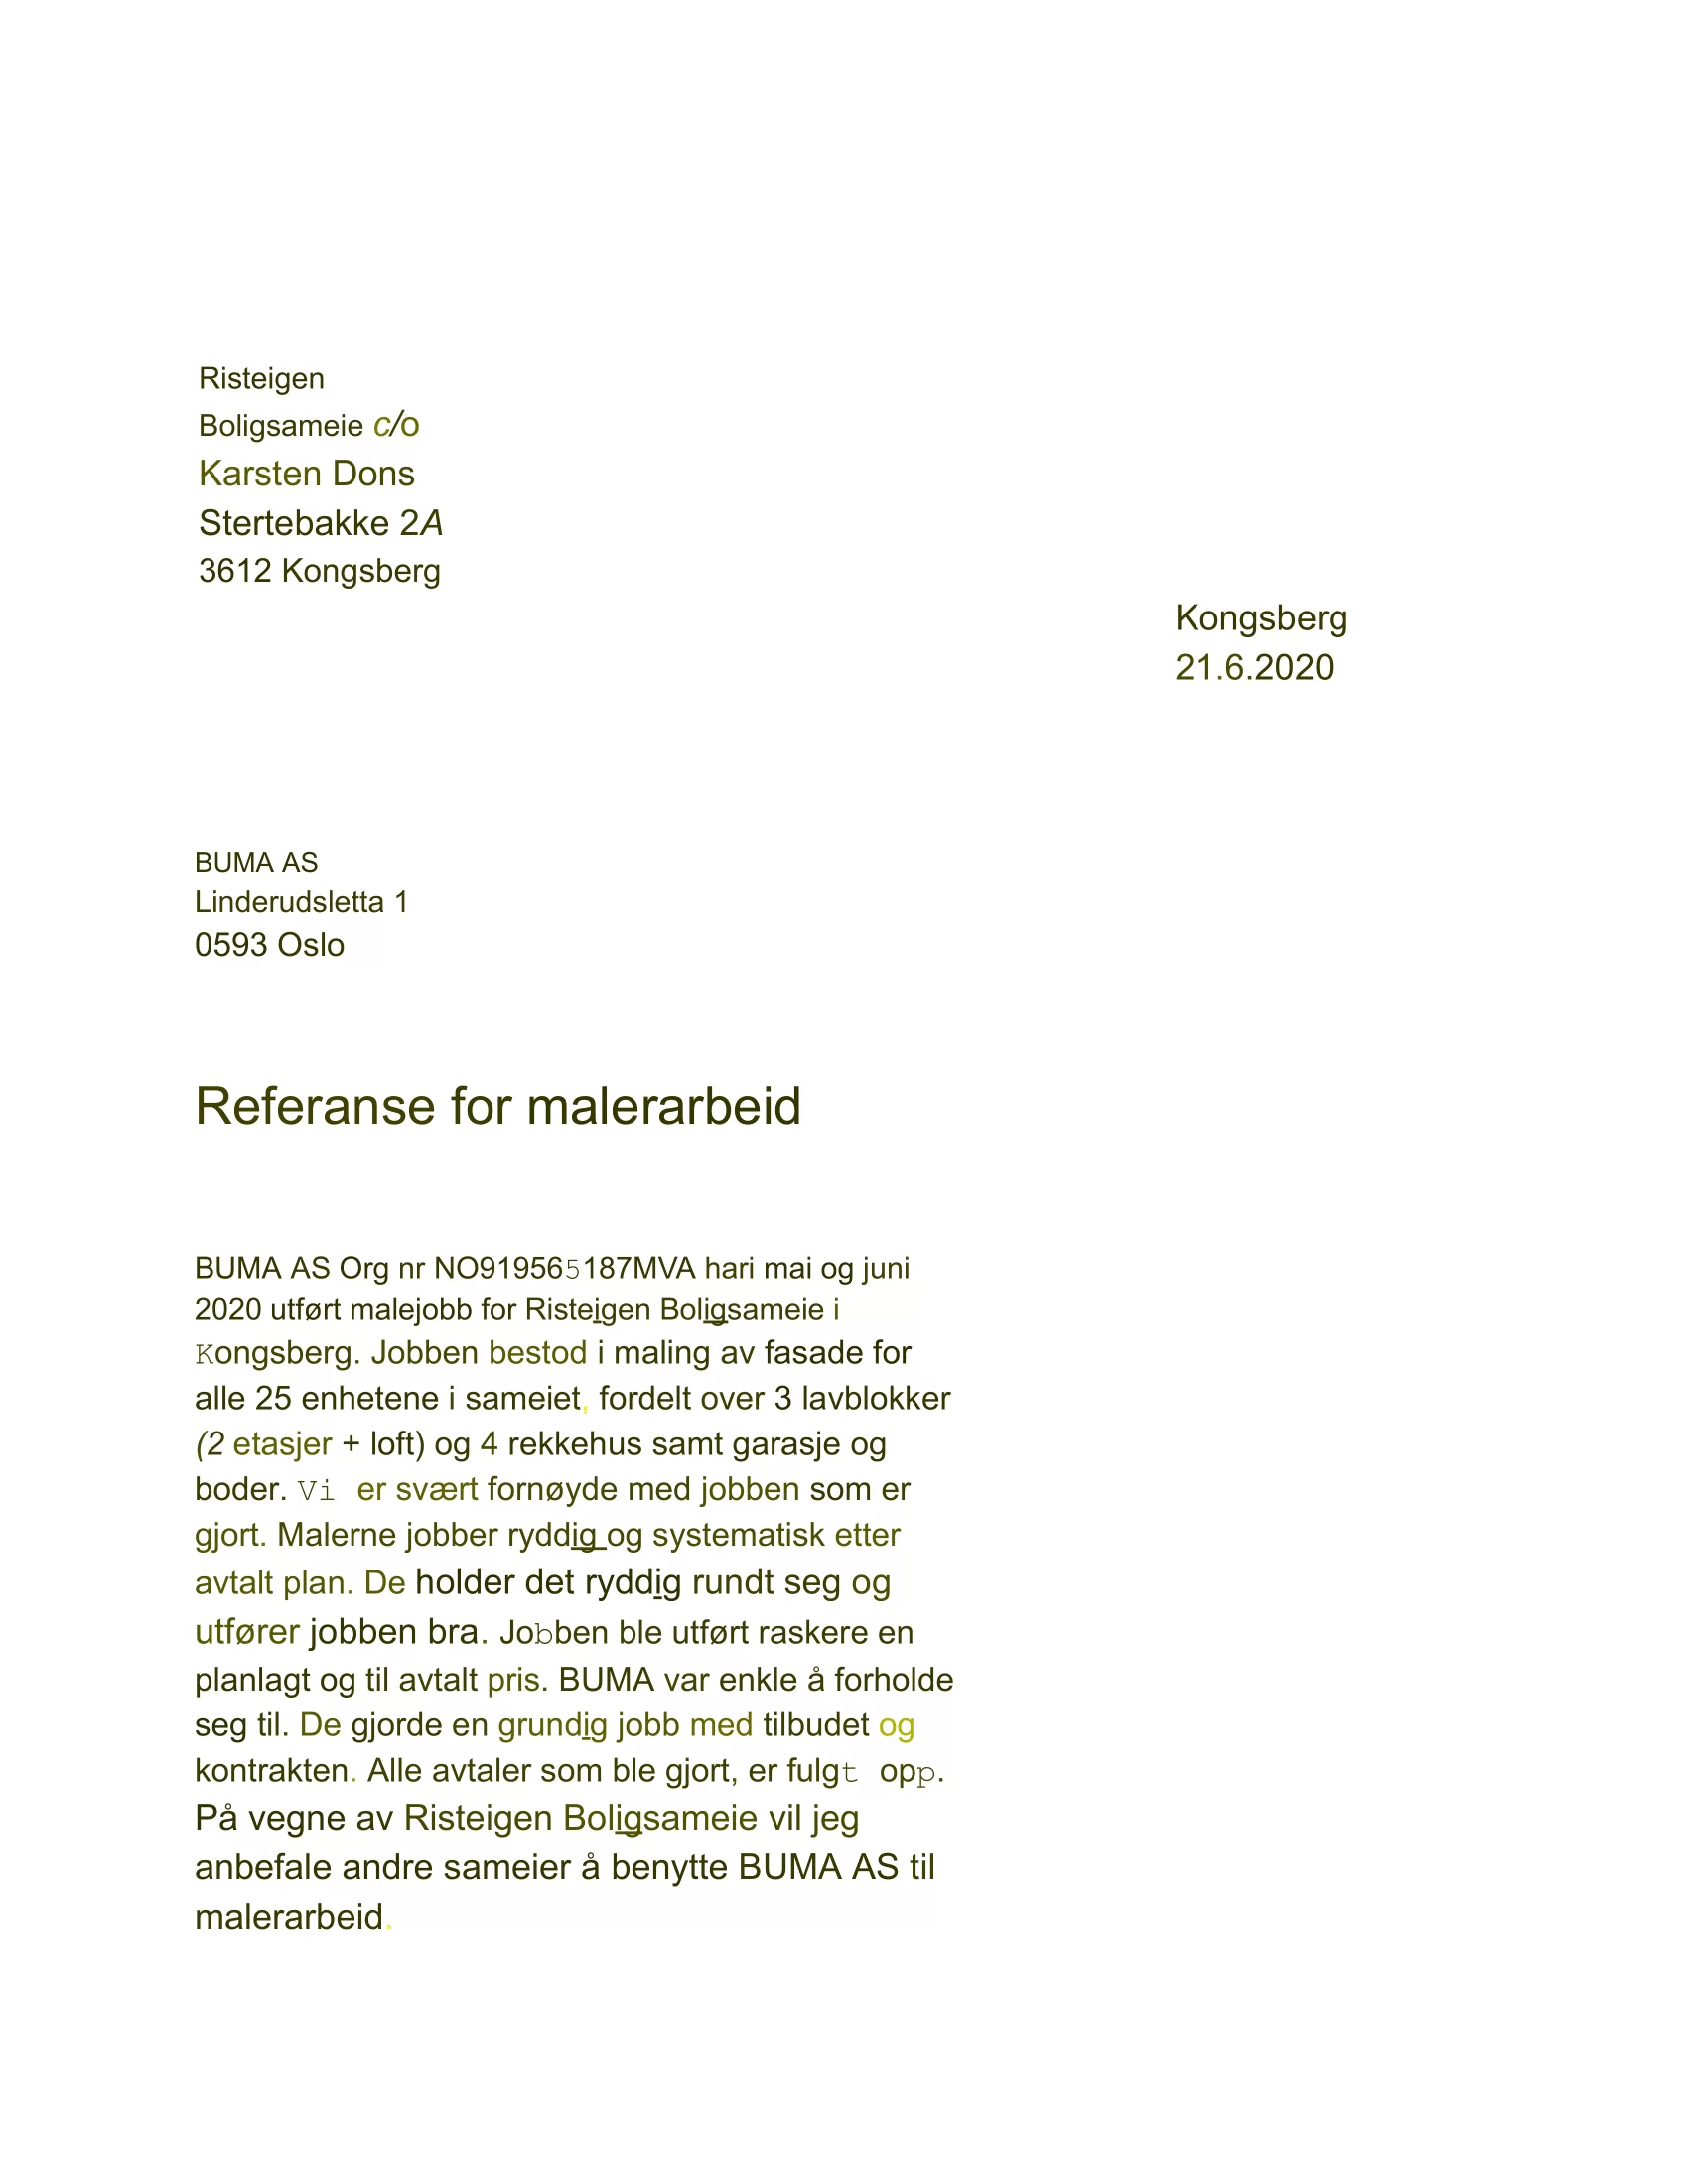 Risteigen
Boligsameie c/o
Karsten Dons
Stertebakke 2A
3612 Kongsberg
Kongsberg
21.6.2020
BUMA AS
Linderudsletta 1
0593 Oslo
Referanse for malerarbeid
BUMA AS Org nr NO919565187MVA hari mai og juni
2020 utført malejobb for Risteigen Boligsameie i
Kongsberg. Jobben bestod i maling av fasade for
alle 25 enhetene i sameiet, fordelt over 3 lavblokker
(2 etasjer + loft) og 4 rekkehus samt garasje og
boder. Vi er svært fornøyde med jobben som er
gjort. Malerne jobber ryddig og systematisk etter
avtalt plan. De holder det ryddig rundt seg og
utfører jobben bra. Jobben ble utført raskere en
planlagt og til avtalt pris. BUMA var enkle å forholde
seg til. De gjorde en grundig jobb med tilbudet og
kontrakten. Alle avtaler som ble gjort, er fulgt opp.
På vegne av Risteigen Boligsameie vil jeg
anbefale andre sameier å benytte BUMA AS til
malerarbeid.